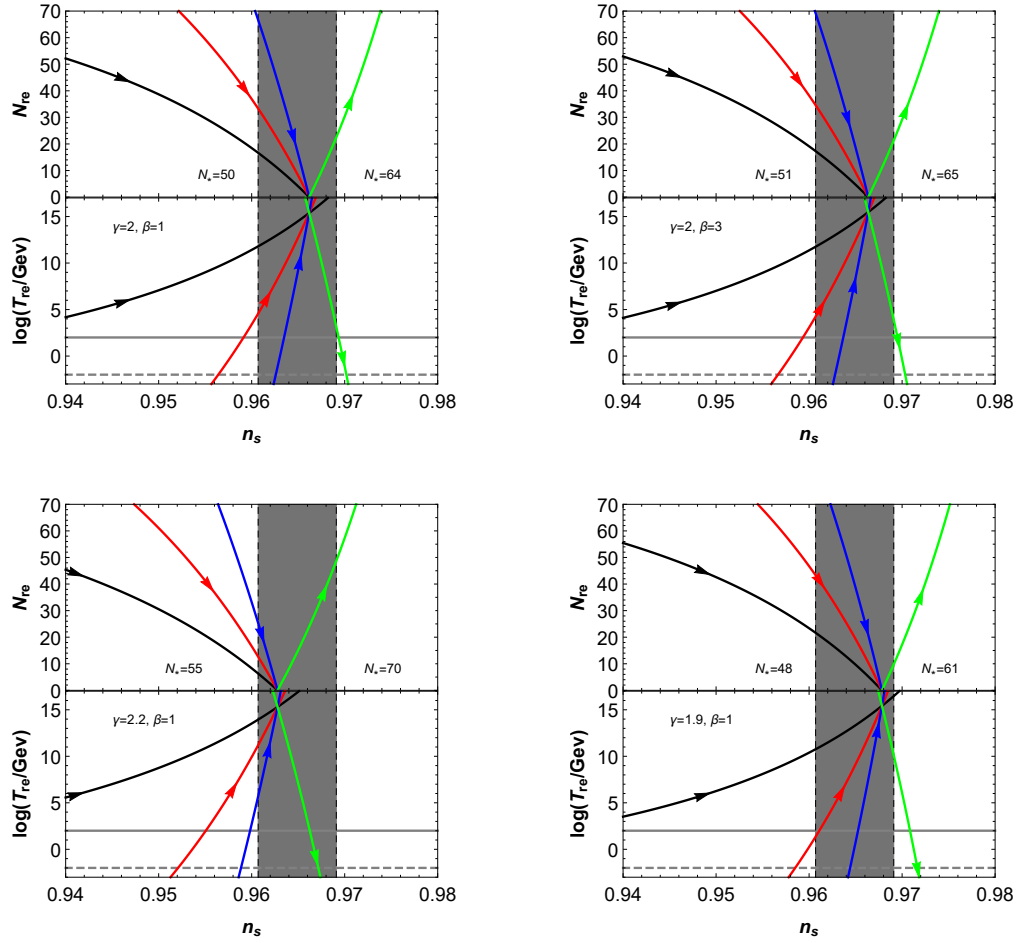 70
60
50
40
30
20
10
0
N_re
N_*=50
N_*=64
15
10
5
0
log(T_re/Gev)
γ=2, β=1
0.94
0.95
0.96
0.97
0.98
n_s
70
60
50
40
30
20
10
0
N_re
N_*=51
N_*=65
15
10
5
0
log(T_re/Gev)
γ=2, β=3
0.94
0.95
0.96
0.97
0.98
n_s
70
60
50
40
30
20
10
0
N_re
N_*=55
N_*=70
15
10
5
0
log(T_re/Gev)
γ=2.2, β=1
0.94
0.95
0.96
0.97
0.98
n_s
70
60
50
40
30
20
10
0
N_re
N_*=48
N_*=61
15
10
5
0
log(T_re/Gev)
γ=1.9, β=1
0.94
0.95
0.96
0.97
0.98
n_s